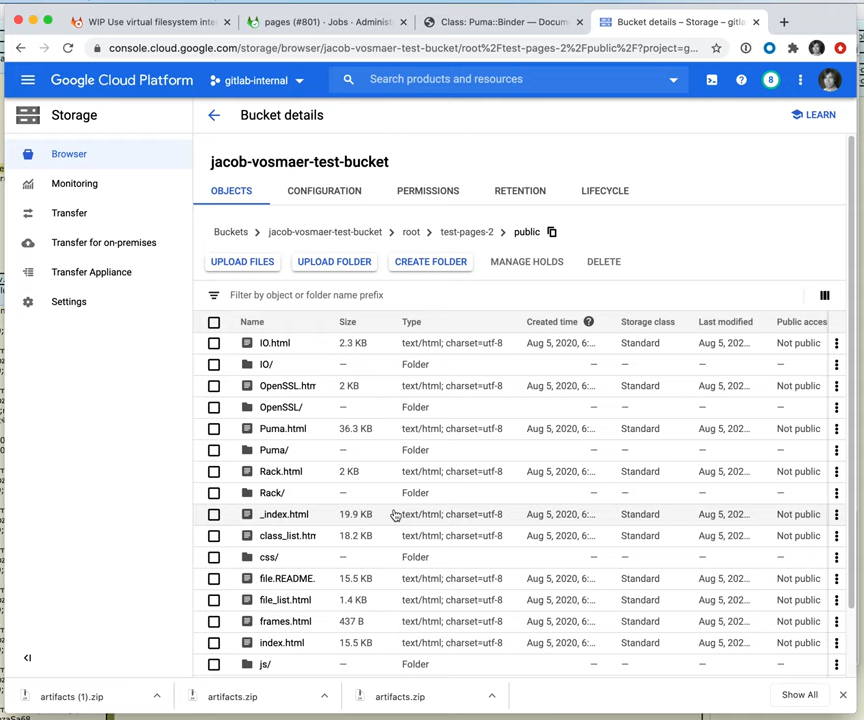 WIP Use virtual filesystem inte
pages (#801) · Jobs · Administ
Class: Puma::Binder — Docum
Bucket details – Storage – gitla
console.cloud.google.com/storage/browser/jacob-vosmaer-test-bucket/root%2Ftest-pages-2%2Fpublic%2F?project=g...
Google Cloud Platform
gitlab-internal
Search products and resources
8
Storage
Bucket details
LEARN
Browser
Monitoring
Transfer
Transfer for on-premises
Transfer Appliance
Settings
jacob-vosmaer-test-bucket
OBJECTS CONFIGURATION PERMISSIONS RETENTION LIFECYCLE
Buckets > jacob-vosmaer-test-bucket > root > test-pages-2 > public
UPLOAD FILES UPLOAD FOLDER CREATE FOLDER MANAGE HOLDS DELETE
Filter by object or folder name prefix
Name Size Type Created time Storage class Last modified Public acces
IO.html 2.3 KB text/html; charset=utf-8 Aug 5, 2020, 6:... Standard Aug 5, 202... Not public
IO/ — Folder — — — —
OpenSSL.htm 2 KB text/html; charset=utf-8 Aug 5, 2020, 6:... Standard Aug 5, 202... Not public
OpenSSL/ — Folder — — — —
Puma.html 36.3 KB text/html; charset=utf-8 Aug 5, 2020, 6:... Standard Aug 5, 202... Not public
Puma/ — Folder — — — —
Rack.html 2 KB text/html; charset=utf-8 Aug 5, 2020, 6:... Standard Aug 5, 202... Not public
Rack/ — Folder — — — —
_index.html 19.9 KB text/html; charset=utf-8 Aug 5, 2020, 6:... Standard Aug 5, 202... Not public
class_list.htm 18.2 KB text/html; charset=utf-8 Aug 5, 2020, 6:... Standard Aug 5, 202... Not public
css/ — Folder — — — —
file.README. 15.5 KB text/html; charset=utf-8 Aug 5, 2020, 6:... Standard Aug 5, 202... Not public
file_list.html 1.4 KB text/html; charset=utf-8 Aug 5, 2020, 6:... Standard Aug 5, 202... Not public
frames.html 437 B text/html; charset=utf-8 Aug 5, 2020, 6:... Standard Aug 5, 202... Not public
index.html 15.5 KB text/html; charset=utf-8 Aug 5, 2020, 6:... Standard Aug 5, 202... Not public
js/ — Folder — — — —
artifacts (1).zip
artifacts.zip
artifacts.zip
Show All